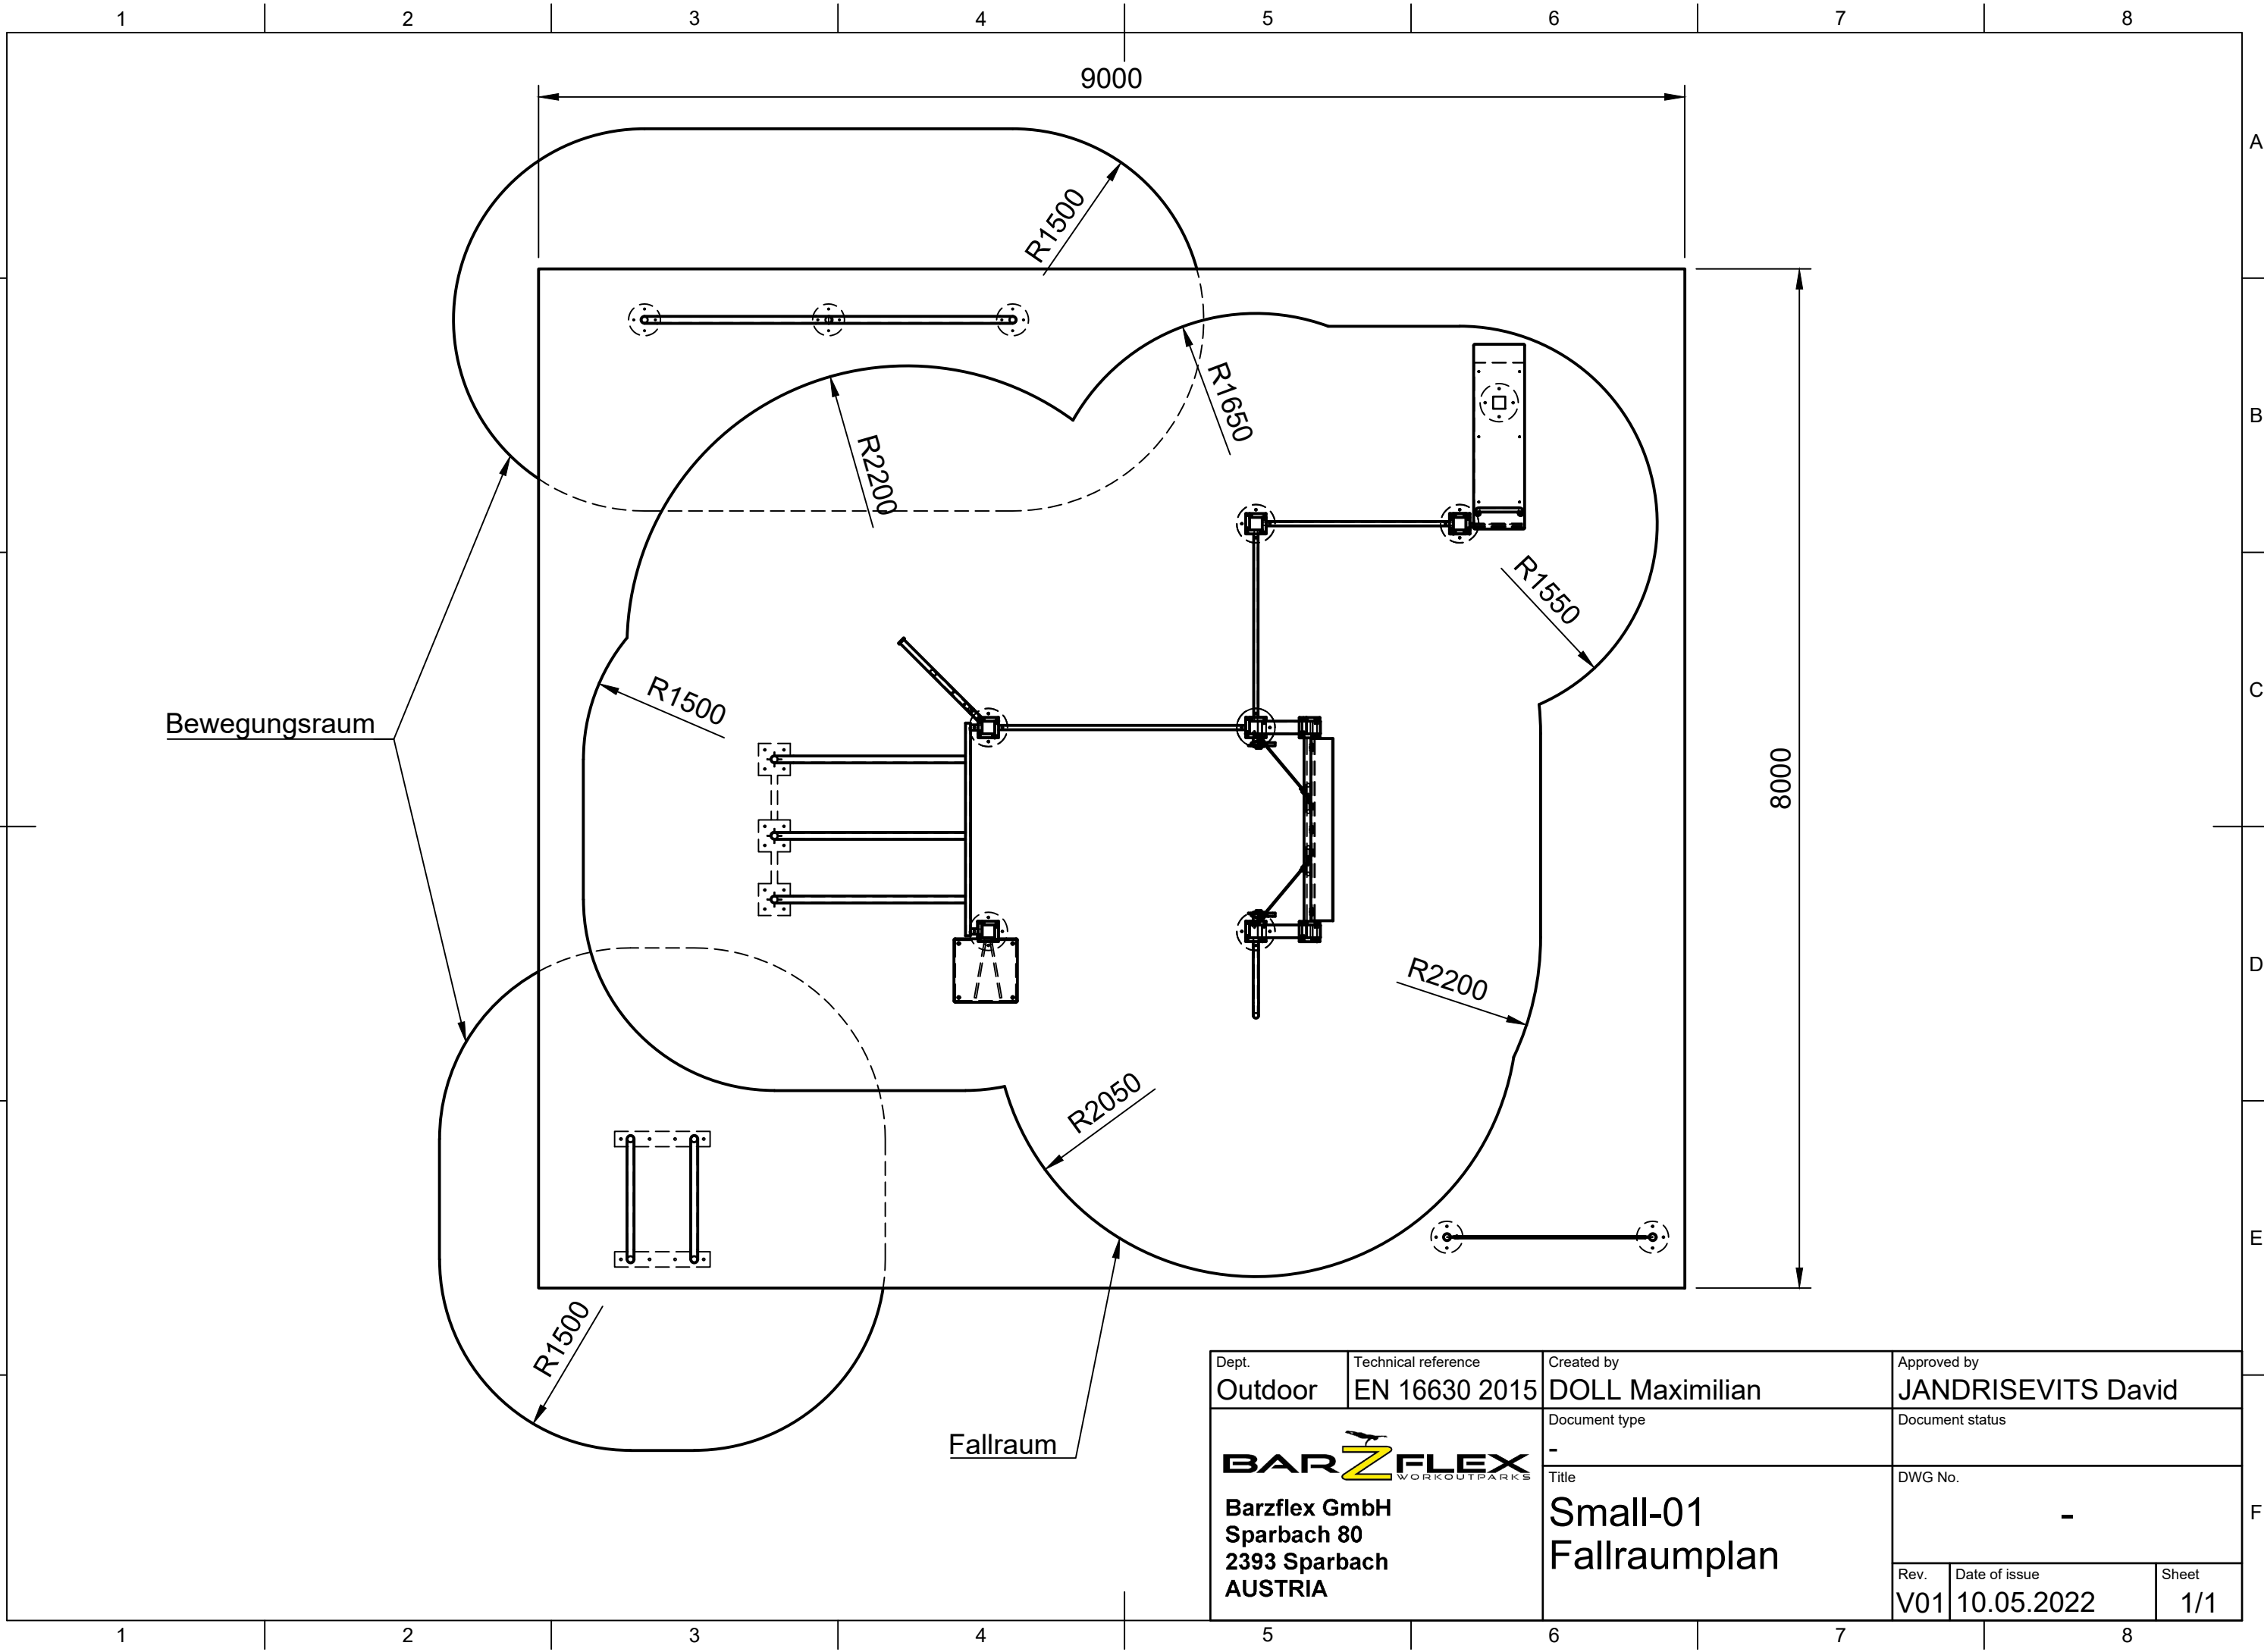 1 2 3 4 5 6 7 8
9000
A
R1500
R1650
B
R2200
R1550
R1500
C
Bewegungsraum
8000
R2200
D
R2050
E
R1500
Fallraum
Dept.
Outdoor
Technical reference
EN 16630 2015
Created by
DOLL Maximilian
Approved by
JANDRISEVITS David
BARZFLEX
WORKOUTPARKS
Barzflex GmbH
Sparbach 80
2393 Sparbach
AUSTRIA
Document type
-
Document status
Title
Small-01
Fallraumplan
DWG No.
-
F
Rev.
V01
Date of issue
10.05.2022
Sheet
1/1
1 2 3 4 5 6 7 8